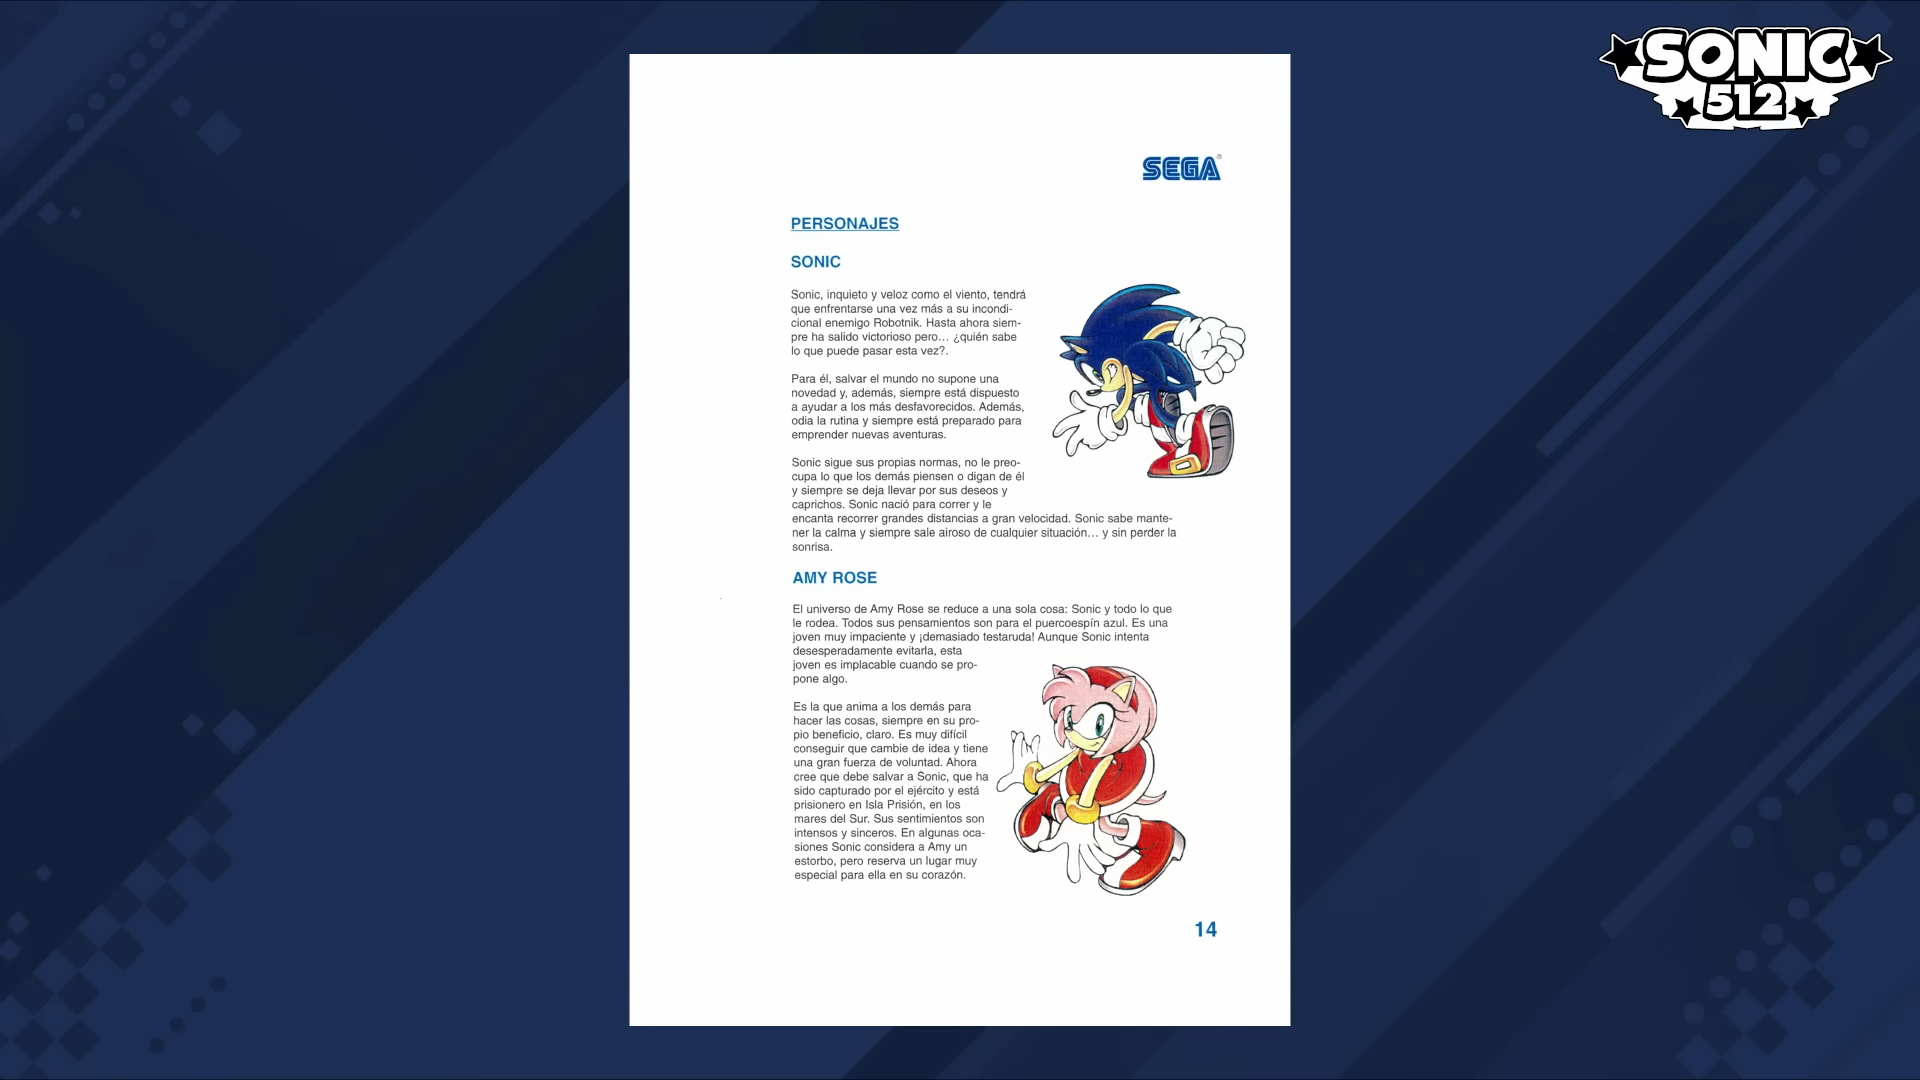 SONIC
512
SEGA®
PERSONAJES
SONIC
Sonic, inquieto y veloz como el viento, tendrá
que enfrentarse una vez más a su incondi-
cional enemigo Robotnik. Hasta ahora siem-
pre ha salido victorioso pero… ¿quién sabe
lo que puede pasar esta vez?.
Para él, salvar el mundo no supone una
novedad y, además, siempre está dispuesto
a ayudar a los más desfavorecidos. Además,
odia la rutina y siempre está preparado para
emprender nuevas aventuras.
Sonic sigue sus propias normas, no le preo-
cupa lo que los demás piensen o digan de él
y siempre se deja llevar por sus deseos y
caprichos. Sonic nació para correr y le
encanta recorrer grandes distancias a gran velocidad. Sonic sabe mante-
ner la calma y siempre sale airoso de cualquier situación… y sin perder la
sonrisa.
AMY ROSE
El universo de Amy Rose se reduce a una sola cosa: Sonic y todo lo que
le rodea. Todos sus pensamientos son para el puercoespín azul. Es una
joven muy impaciente y ¡demasiado testaruda! Aunque Sonic intenta
desesperadamente evitarla, esta
joven es implacable cuando se pro-
pone algo.
Es la que anima a los demás para
hacer las cosas, siempre en su pro-
pio beneficio, claro. Es muy difícil
conseguir que cambie de idea y tiene
una gran fuerza de voluntad. Ahora
cree que debe salvar a Sonic, que ha
sido capturado por el ejército y está
prisionero en Isla Prisión, en los
mares del Sur. Sus sentimientos son
intensos y sinceros. En algunas oca-
siones Sonic considera a Amy un
estorbo, pero reserva un lugar muy
especial para ella en su corazón.
14